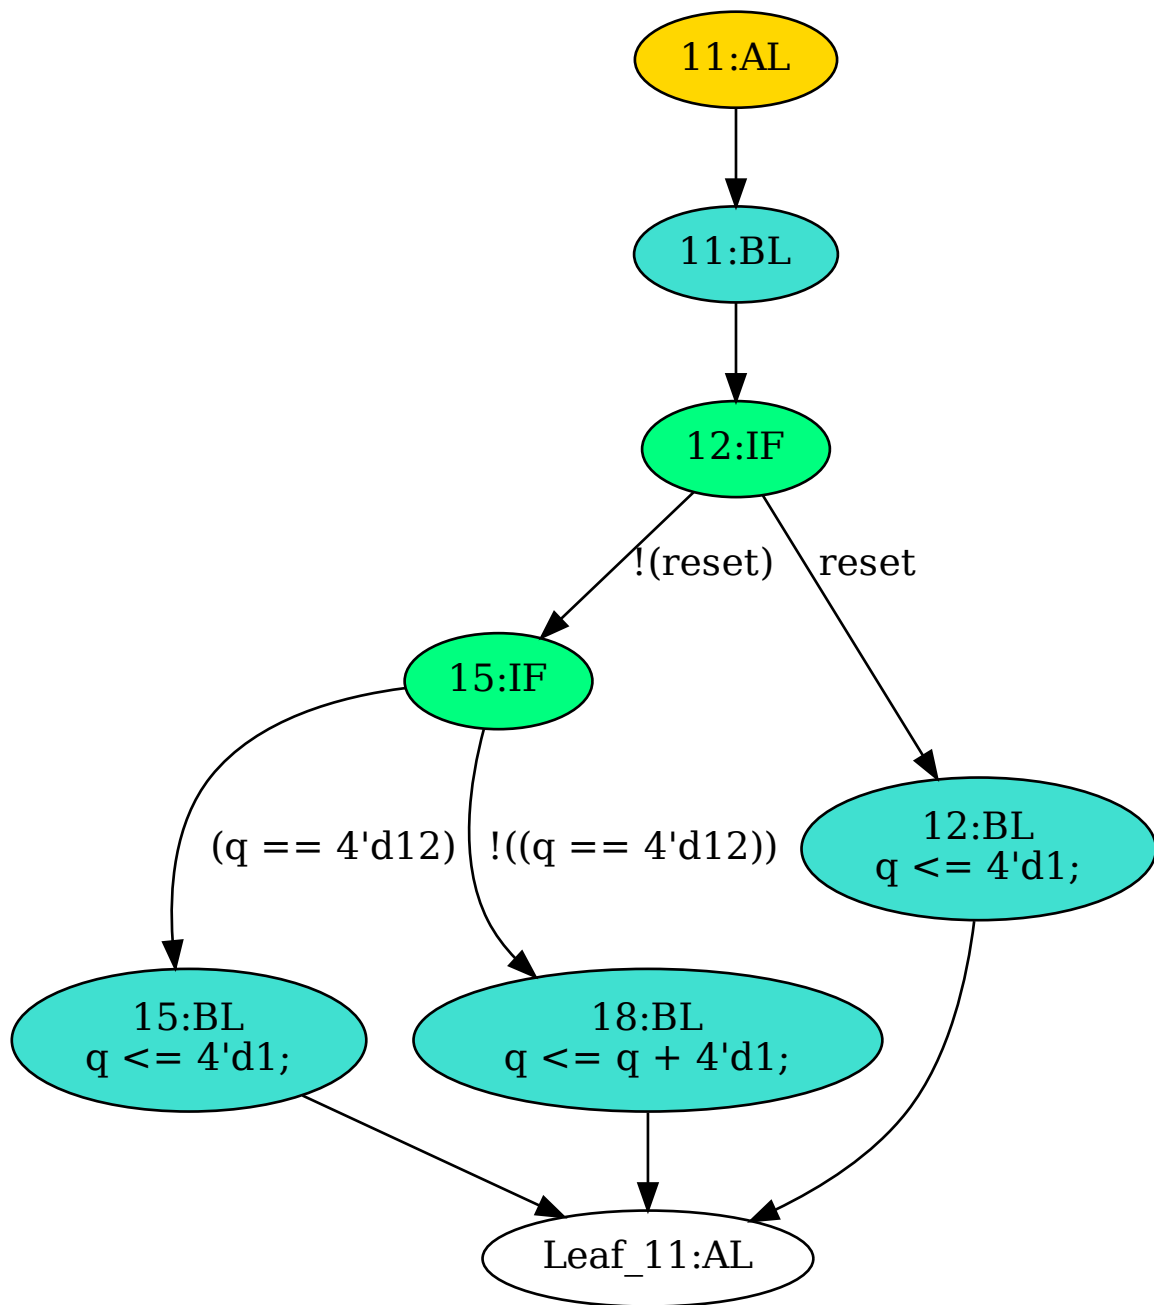 11:AL
11:BL
12:IF
!(reset)
reset
15:IF
(q == 4'd12)
!((q == 4'd12))
12:BL
q <= 4'd1;
15:BL
q <= 4'd1;
18:BL
q <= q + 4'd1;
Leaf_11:AL